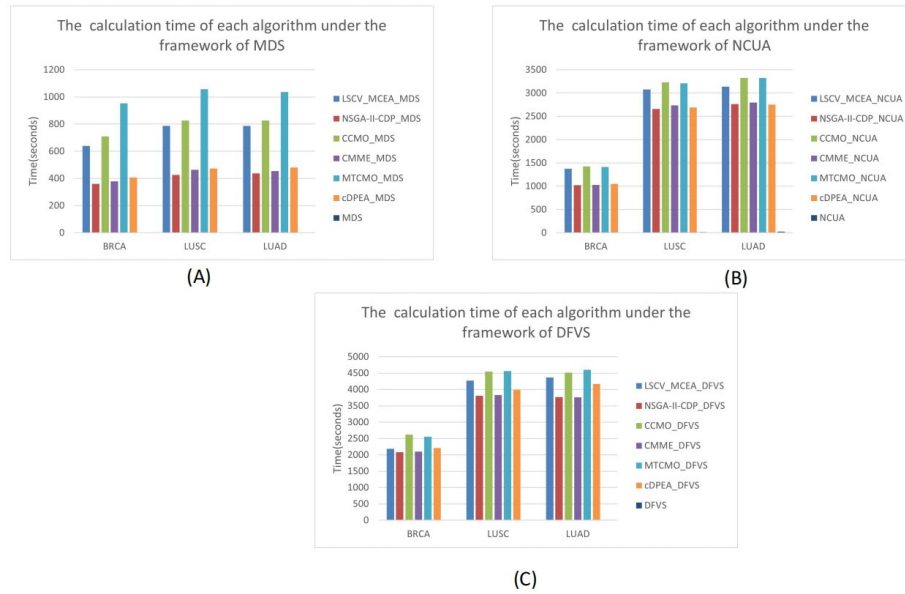 The calculation time of each algorithm under the
framework of MDS
1200
1000
800
600
400
200
0
Time(seconds)
BRCA
LUSC
LUAD
LSCV_MCEA_MDS
NSGA-II-CDP_MDS
CCMO_MDS
CMME_MDS
MTCMO_MDS
cDPEA_MDS
MDS
(A)
The calculation time of each algorithm under the
framework of NCUA
3500
3000
2500
2000
1500
1000
500
0
Time(seconds)
BRCA
LUSC
LUAD
LSCV_MCEA_NCUA
NSGA-II-CDP_NCUA
CCMO_NCUA
CMME_NCUA
MTCMO_NCUA
cDPEA_NCUA
NCUA
(B)
The calculation time of each algorithm under the
framework of DFVS
5000
4500
4000
3500
3000
2500
2000
1500
1000
500
0
Time(seconds)
BRCA
LUSC
LUAD
LSCV_MCEA_DFVS
NSGA-II-CDP_DFVS
CCMO_DFVS
CMME_DFVS
MTCMO_DFVS
cDPEA_DFVS
DFVS
(C)